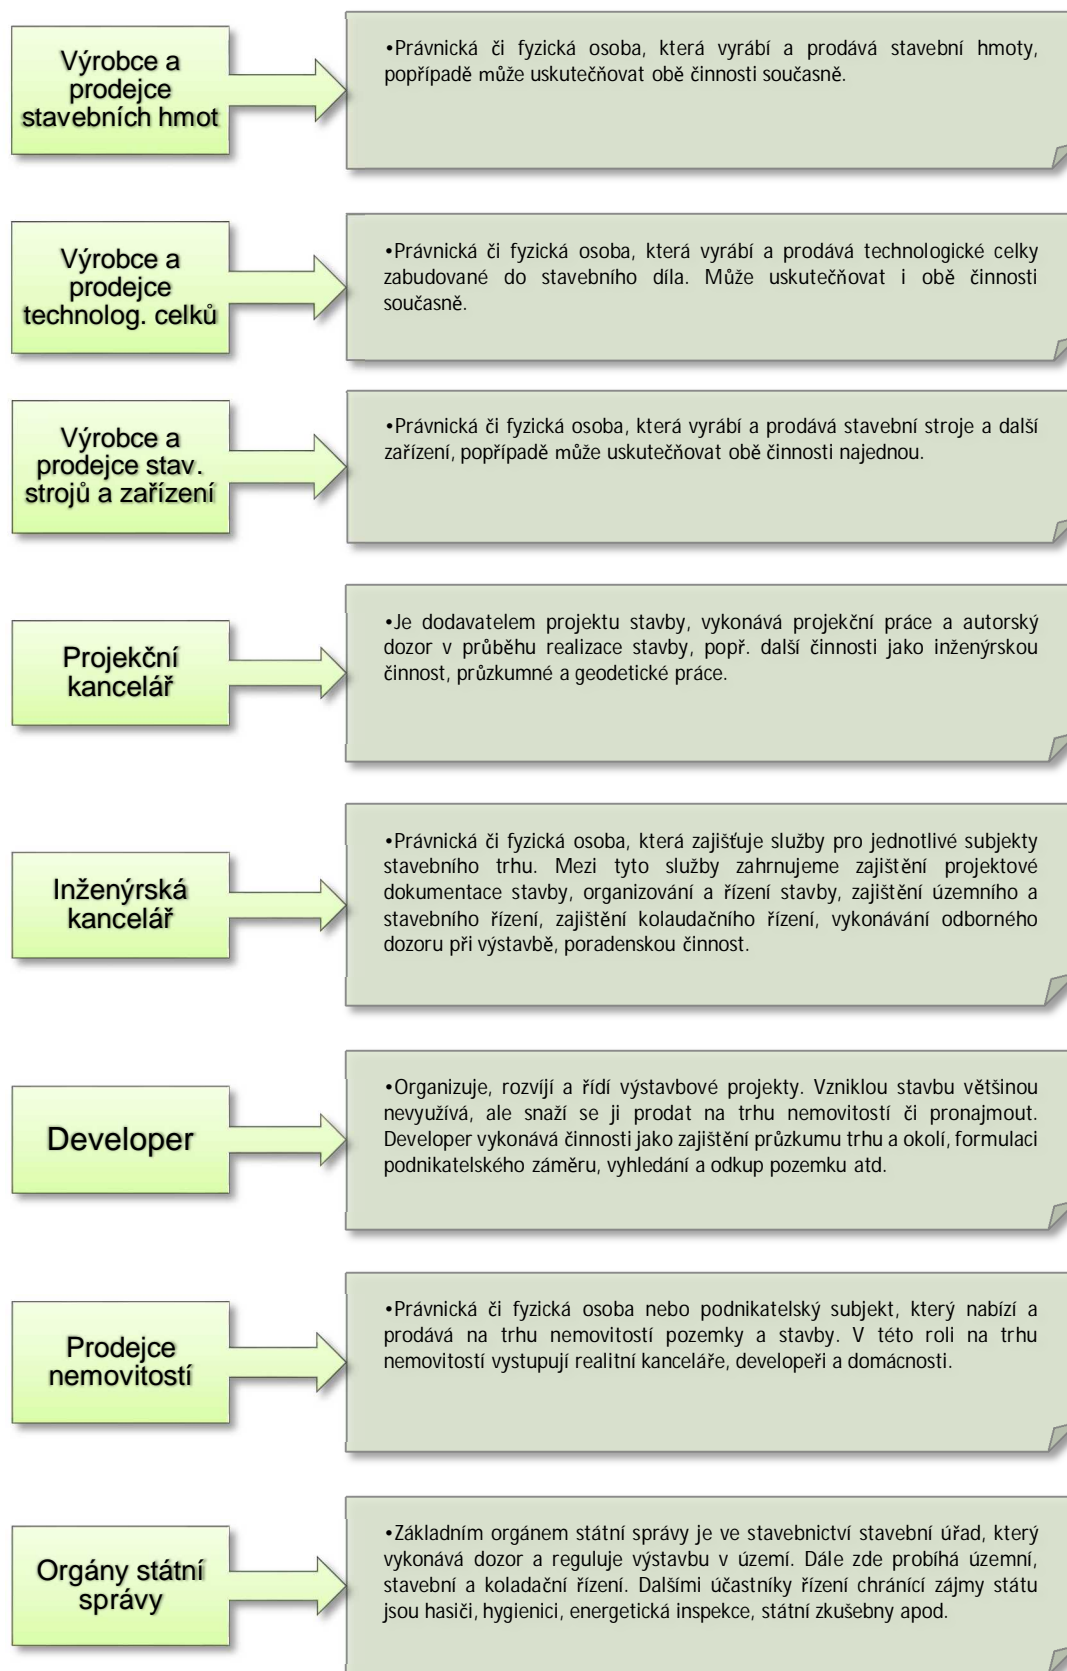 Výrobce a
prodejce
stavebních hmot
•Právnická či fyzická osoba, která vyrábí a prodává stavební hmoty,
popřípadě může uskutečňovat obě činnosti současně.
Výrobce a
prodejce
technolog. celků
•Právnická či fyzická osoba, která vyrábí a prodává technologické celky
zabudované do stavebního díla. Může uskutečňovat i obě činnosti
současně.
Výrobce a
prodejce stav.
strojů a zařízení
•Právnická či fyzická osoba, která vyrábí a prodává stavební stroje a další
zařízení, popřípadě může uskutečňovat obě činnosti najednou.
Projekční
kancelář
•Je dodavatelem projektu stavby, vykonává projekční práce a autorský
dozor v průběhu realizace stavby, popř. další činnosti jako inženýrskou
činnost, průzkumné a geodetické práce.
Inženýrská
kancelář
•Právnická či fyzická osoba, která zajišťuje služby pro jednotlivé subjekty
stavebního trhu. Mezi tyto služby zahrnujeme zajištění projektové
dokumentace stavby, organizování a řízení stavby, zajištění územního a
stavebního řízení, zajištění kolaudačního řízení, vykonávání odborného
dozoru při výstavbě, poradenskou činnost.
Developer
•Organizuje, rozvíjí a řídí výstavbové projekty. Vzniklou stavbu většinou
nevyužívá, ale snaží se ji prodat na trhu nemovitostí či pronajmout.
Developer vykonává činnosti jako zajištění průzkumu trhu a okolí, formulaci
podnikatelského záměru, vyhledání a odkup pozemku atd.
Prodejce
nemovitostí
•Právnická či fyzická osoba nebo podnikatelský subjekt, který nabízí a
prodává na trhu nemovitostí pozemky a stavby. V této roli na trhu
nemovitostí vystupují realitní kanceláře, developeři a domácnosti.
Orgány státní
správy
•Základním orgánem státní správy je ve stavebnictví stavební úřad, který
vykonává dozor a reguluje výstavbu v území. Dále zde probíhá územní,
stavební a koladační řízení. Dalšími účastníky řízení chránící zájmy státu
jsou hasiči, hygienici, energetická inspekce, státní zkušebny apod.